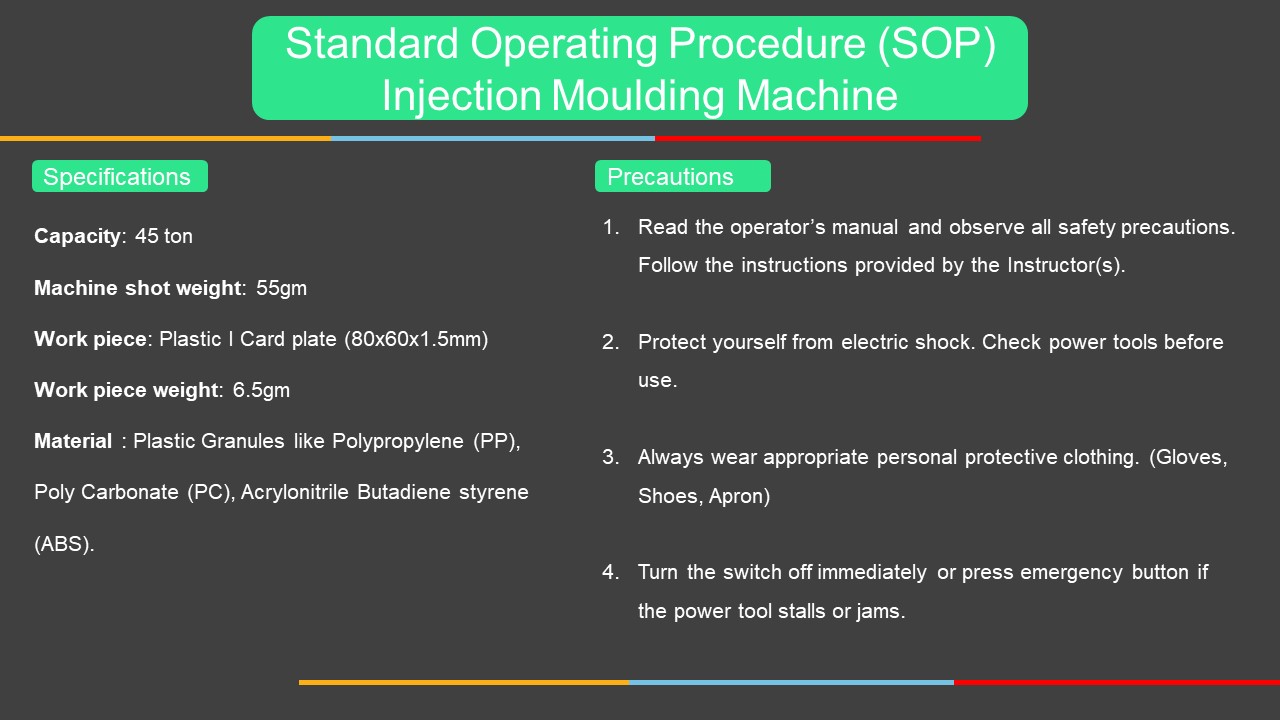 Standard Operating Procedure (SOP)
Injection Moulding Machine
Specifications
Capacity: 45 ton
Machine shot weight: 55gm
Work piece: Plastic I Card plate (80x60x1.5mm)
Work piece weight: 6.5gm
Material : Plastic Granules like Polypropylene (PP),
Poly Carbonate (PC), Acrylonitrile Butadiene styrene
(ABS).
Precautions
1. Read the operator’s manual and observe all safety precautions.
Follow the instructions provided by the Instructor(s).
2. Protect yourself from electric shock. Check power tools before
use.
3. Always wear appropriate personal protective clothing. (Gloves,
Shoes, Apron)
4. Turn the switch off immediately or press emergency button if
the power tool stalls or jams.